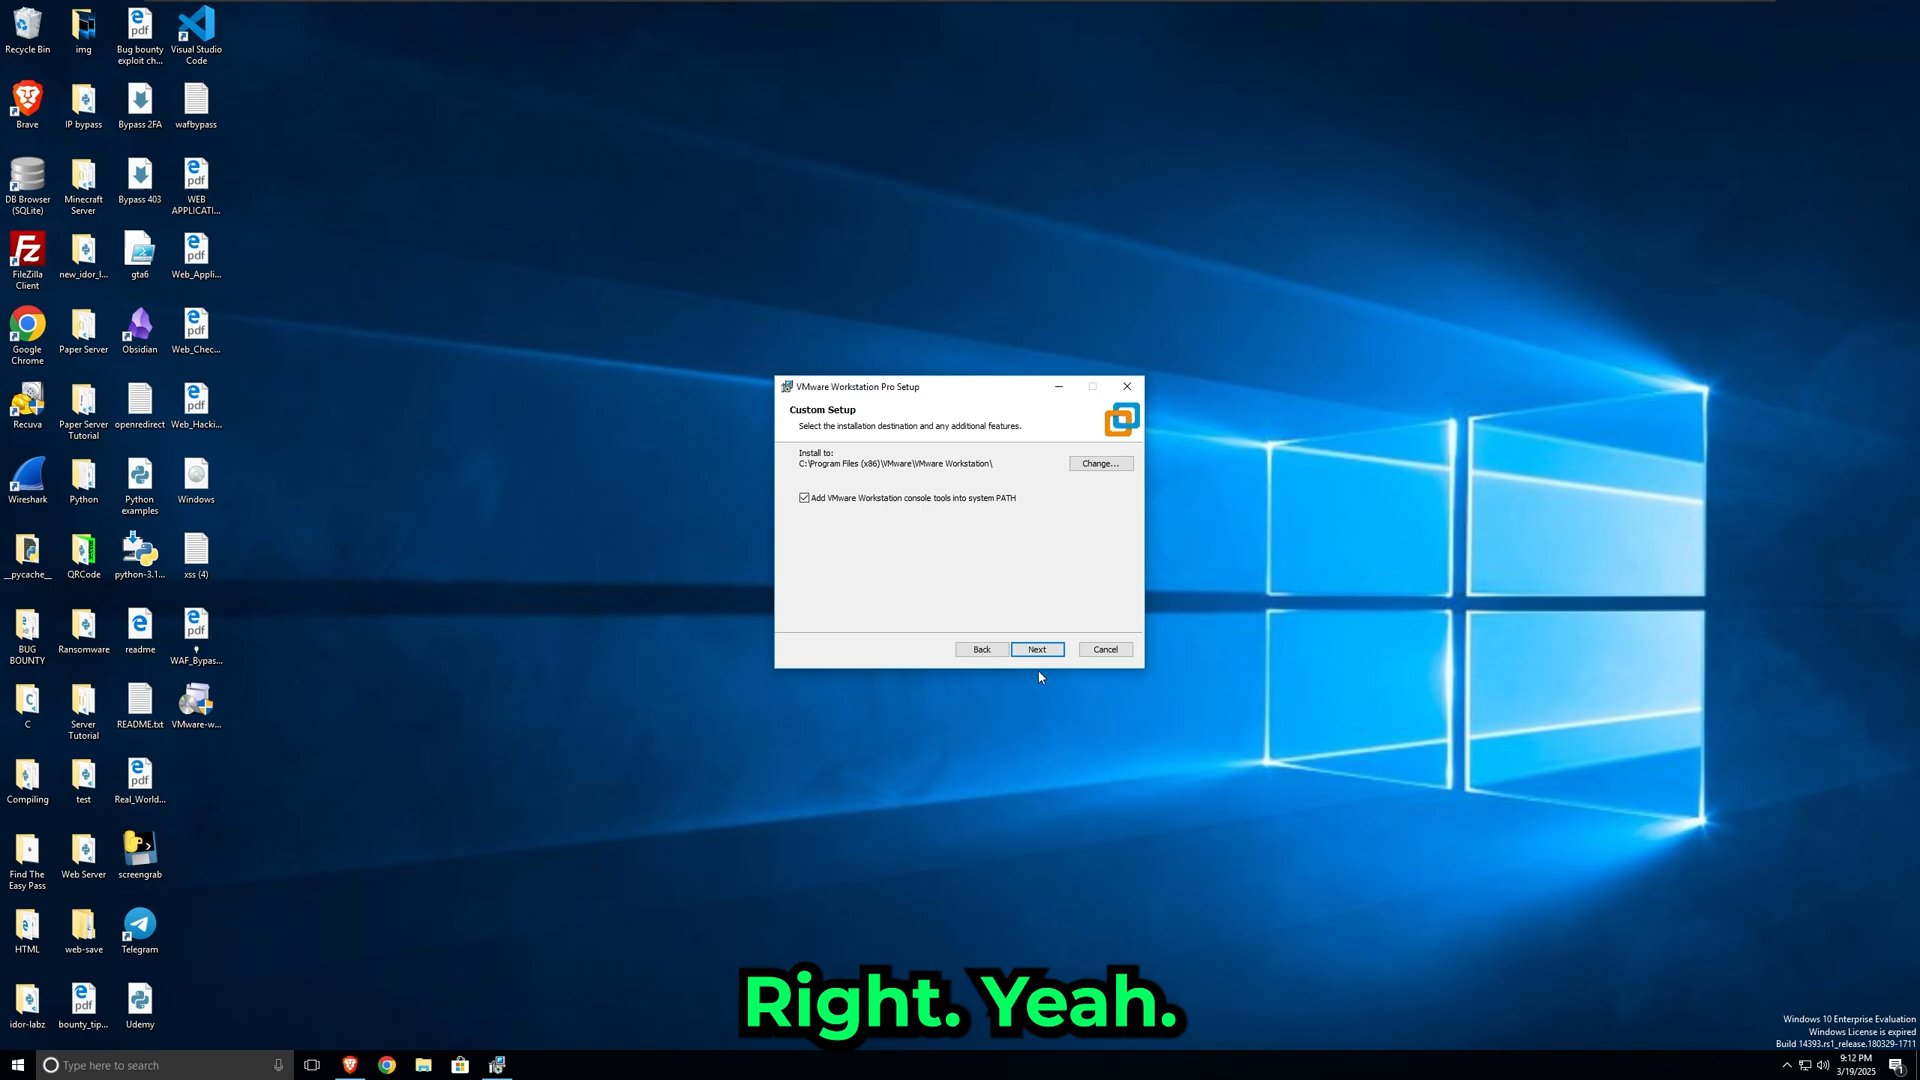 Recycle Bin
img
Bug bounty
exploit ch...
Visual Studio
Code
Brave
IP bypass
Bypass 2FA
wafbypass
DB Browser
(SQLite)
Minecraft
Server
Bypass 403
WEB
APPLICATI...
FileZilla
Client
new_idor_l...
gta6
Web_Appli...
Google
Chrome
Paper Server
Obsidian
Web_Chec...
Recuva
Paper Server
Tutorial
openredirect
Web_Hacki...
Wireshark
Python
Python
examples
Windows
__pycache__
QRCode
python-3.1...
xss (4)
BUG
BOUNTY
Ransomware
readme
WAF_Bypas...
C
Server
Tutorial
README.txt
VMware-w...
Compiling
test
Real_World...
Find The
Easy Pass
Web Server
screengrab
HTML
web-save
Telegram
idor-labz
bounty_tip...
Udemy
VMware Workstation Pro Setup
Custom Setup
Select the installation destination and any additional features.
Install to:
C:\Program Files (x86)\VMware\VMware Workstation\
Change...
Add VMware Workstation console tools into system PATH
Back
Next
Cancel
Right. Yeah.
Windows 10 Enterprise Evaluation
Windows License is expired
Build 14393.rs1_release.180329-1711
Type here to search
9:12 PM
3/19/2025